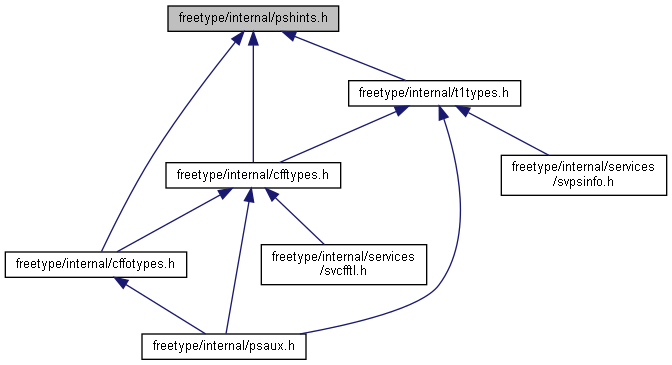 freetype/internal/pshints.h
freetype/internal/t1types.h
freetype/internal/cfftypes.h
freetype/internal/services
/svpsinfo.h
freetype/internal/cffotypes.h
freetype/internal/services
/svcfftl.h
freetype/internal/psaux.h